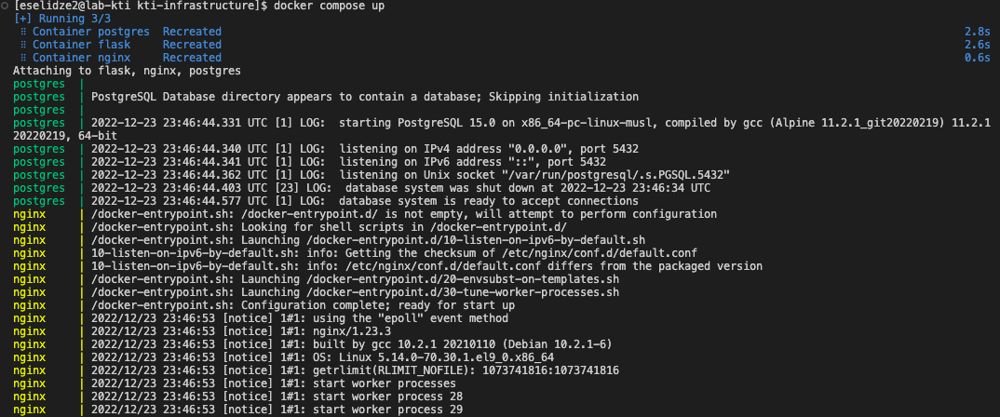 [eselidze2@lab-kti kti-infrastructure]$ docker compose up
[+] Running 3/3
⠿ Container postgres  Recreated 2.8s
⠿ Container flask     Recreated 2.6s
⠿ Container nginx     Recreated 0.6s
Attaching to flask, nginx, postgres
postgres  |
postgres  | PostgreSQL Database directory appears to contain a database; Skipping initialization
postgres  |
postgres  | 2022-12-23 23:46:44.331 UTC [1] LOG:  starting PostgreSQL 15.0 on x86_64-pc-linux-musl, compiled by gcc (Alpine 11.2.1_git20220219) 11.2.1
20220219, 64-bit
postgres  | 2022-12-23 23:46:44.340 UTC [1] LOG:  listening on IPv4 address "0.0.0.0", port 5432
postgres  | 2022-12-23 23:46:44.341 UTC [1] LOG:  listening on IPv6 address "::", port 5432
postgres  | 2022-12-23 23:46:44.362 UTC [1] LOG:  listening on Unix socket "/var/run/postgresql/.s.PGSQL.5432"
postgres  | 2022-12-23 23:46:44.403 UTC [23] LOG:  database system was shut down at 2022-12-23 23:46:34 UTC
postgres  | 2022-12-23 23:46:44.577 UTC [1] LOG:  database system is ready to accept connections
nginx     | /docker-entrypoint.sh: /docker-entrypoint.d/ is not empty, will attempt to perform configuration
nginx     | /docker-entrypoint.sh: Looking for shell scripts in /docker-entrypoint.d/
nginx     | /docker-entrypoint.sh: Launching /docker-entrypoint.d/10-listen-on-ipv6-by-default.sh
nginx     | 10-listen-on-ipv6-by-default.sh: info: Getting the checksum of /etc/nginx/conf.d/default.conf
nginx     | 10-listen-on-ipv6-by-default.sh: info: /etc/nginx/conf.d/default.conf differs from the packaged version
nginx     | /docker-entrypoint.sh: Launching /docker-entrypoint.d/20-envsubst-on-templates.sh
nginx     | /docker-entrypoint.sh: Launching /docker-entrypoint.d/30-tune-worker-processes.sh
nginx     | /docker-entrypoint.sh: Configuration complete; ready for start up
nginx     | 2022/12/23 23:46:53 [notice] 1#1: using the "epoll" event method
nginx     | 2022/12/23 23:46:53 [notice] 1#1: nginx/1.23.3
nginx     | 2022/12/23 23:46:53 [notice] 1#1: built by gcc 10.2.1 20210110 (Debian 10.2.1-6)
nginx     | 2022/12/23 23:46:53 [notice] 1#1: OS: Linux 5.14.0-70.30.1.el9_0.x86_64
nginx     | 2022/12/23 23:46:53 [notice] 1#1: getrlimit(RLIMIT_NOFILE): 1073741816:1073741816
nginx     | 2022/12/23 23:46:53 [notice] 1#1: start worker processes
nginx     | 2022/12/23 23:46:53 [notice] 1#1: start worker process 28
nginx     | 2022/12/23 23:46:53 [notice] 1#1: start worker process 29